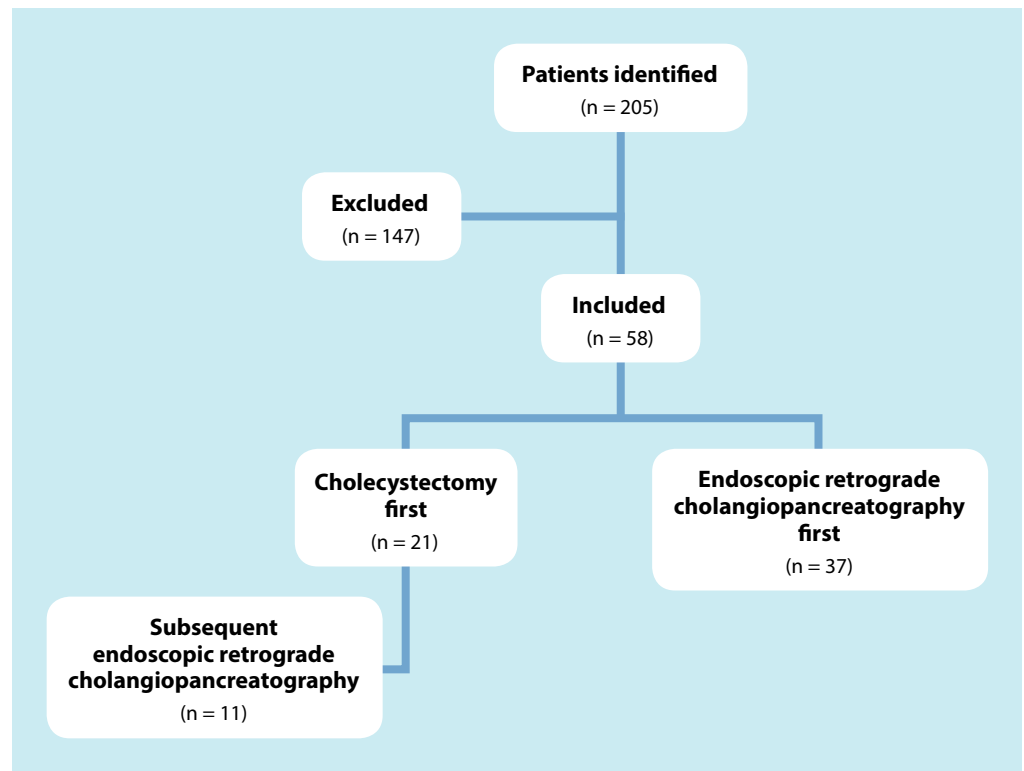 Patients identified
(n = 205)
Excluded
(n = 147)
Included
(n = 58)
Cholecystectomy
first
(n = 21)
Endoscopic retrograde
cholangiopancreatography
first
(n = 37)
Subsequent
endoscopic retrograde
cholangiopancreatography
(n = 11)